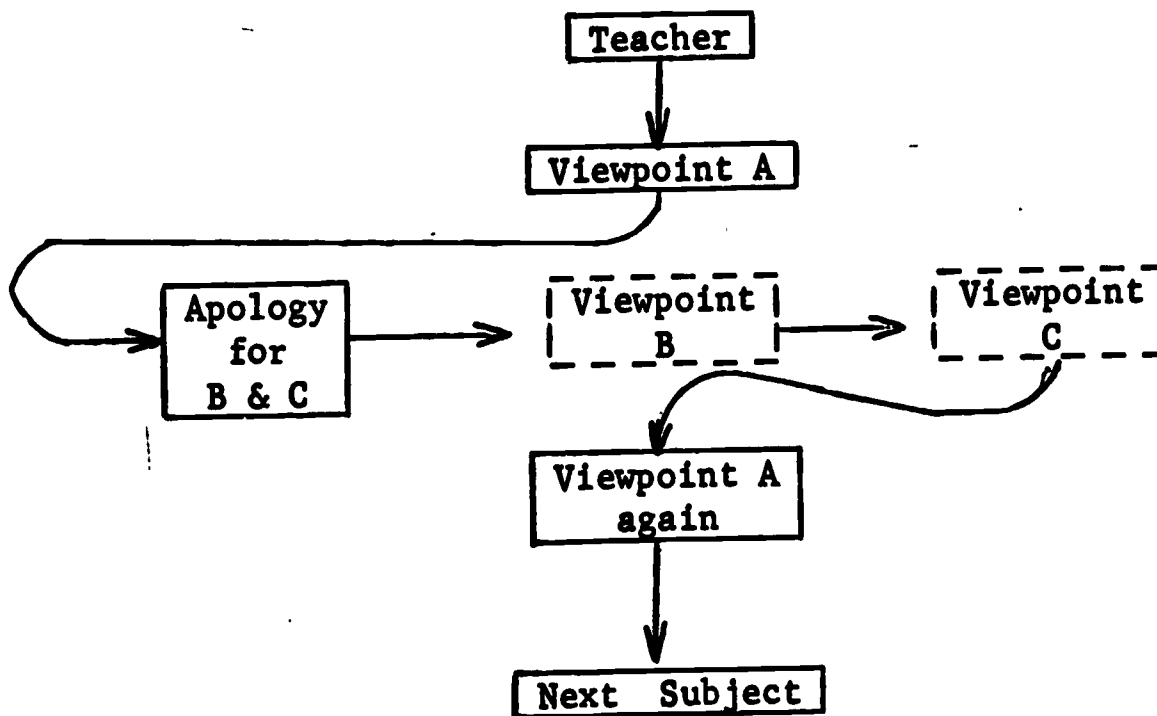 Teacher
Viewpoint A
Apology
for
B & C
Viewpoint
B
Viewpoint
C
Viewpoint A
again
Next Subject